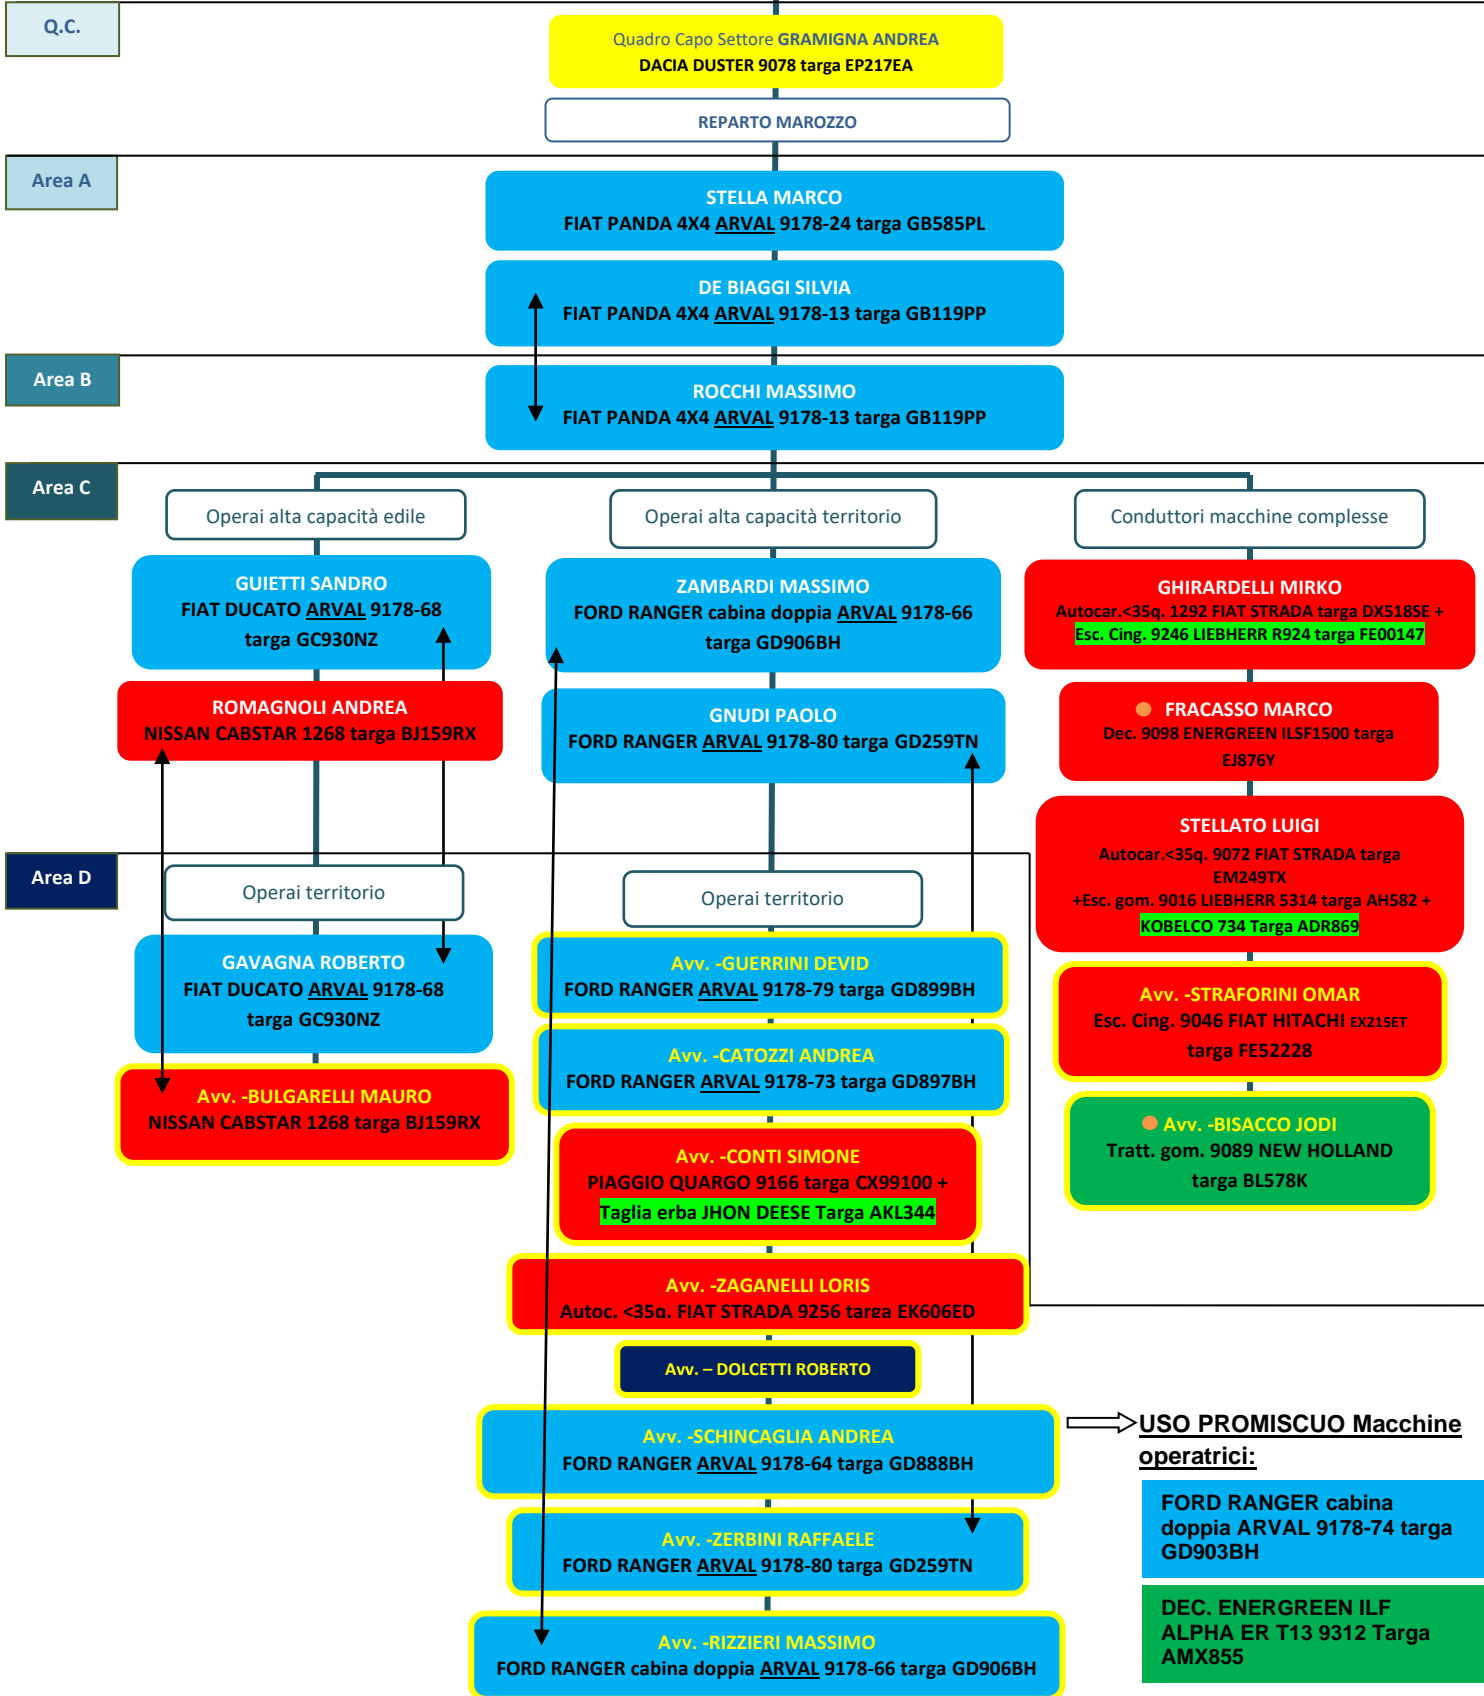 Q.C.
Quadro Capo Settore GRAMIGNA ANDREA
DACIA DUSTER 9078 targa EP217EA
REPARTO MAROZZO
Area A
STELLA MARCO
FIAT PANDA 4X4 ARVAL 9178-24 targa GB585PL
DE BIAGGI SILVIA
FIAT PANDA 4X4 ARVAL 9178-13 targa GB119PP
Area B
ROCCHI MASSIMO
FIAT PANDA 4X4 ARVAL 9178-13 targa GB119PP
Area C
Operai alta capacità edile
GUIETTI SANDRO
FIAT DUCATO ARVAL 9178-68
targa GC930NZ
ROMAGNOLI ANDREA
NISSAN CABSTAR 1268 targa BJ159RX
Operai alta capacità territorio
ZAMBARDI MASSIMO
FORD RANGER cabina doppia ARVAL 9178-66
targa GD906BH
GNUDI PAOLO
FORD RANGER ARVAL 9178-80 targa GD259TN
Conduttori macchine complesse
GHIRARDELLI MIRKO
Autocar.<35q. 1292 FIAT STRADA targa DX518SE +
Esc. Cing. 9246 LIEBHERR R924 targa FE00147
FRACASSO MARCO
Dec. 9098 ENERGREEN ILSF1500 targa
EJ876Y
STELLATO LUIGI
Autocar.<35q. 9072 FIAT STRADA targa
EM249TX
+Esc. gom. 9016 LIEBHERR 5314 targa AH582 +
KOBELCO 734 Targa ADR869
Avv. -STRAFORINI OMAR
Esc. Cing. 9046 FIAT HITACHI EX215ET
targa FE52228
Avv. -BISACCO JODI
Tratt. gom. 9089 NEW HOLLAND
targa BL578K
Area D
Operai territorio
GAVAGNA ROBERTO
FIAT DUCATO ARVAL 9178-68
targa GC930NZ
Avv. -BULGARELLI MAURO
NISSAN CABSTAR 1268 targa BJ159RX
Operai territorio
Avv. -GUERRINI DEVID
FORD RANGER ARVAL 9178-79 targa GD899BH
Avv. -CATOZZI ANDREA
FORD RANGER ARVAL 9178-73 targa GD897BH
Avv. -CONTI SIMONE
PIAGGIO QUARGO 9166 targa CX99100 +
Taglia erba JHON DEESE Targa AKL344
Avv. -ZAGANELLI LORIS
Autoc. <35q. FIAT STRADA 9256 targa EK606ED
Avv. – DOLCETTI ROBERTO
Avv. -SCHINCAGLIA ANDREA
FORD RANGER ARVAL 9178-64 targa GD888BH
Avv. -ZERBINI RAFFAELE
FORD RANGER ARVAL 9178-80 targa GD259TN
Avv. -RIZZIERI MASSIMO
FORD RANGER cabina doppia ARVAL 9178-66 targa GD906BH
USO PROMISCUO Macchine
operatrici:
FORD RANGER cabina
doppia ARVAL 9178-74 targa
GD903BH
DEC. ENERGREEN ILF
ALPHA ER T13 9312 Targa
AMX855